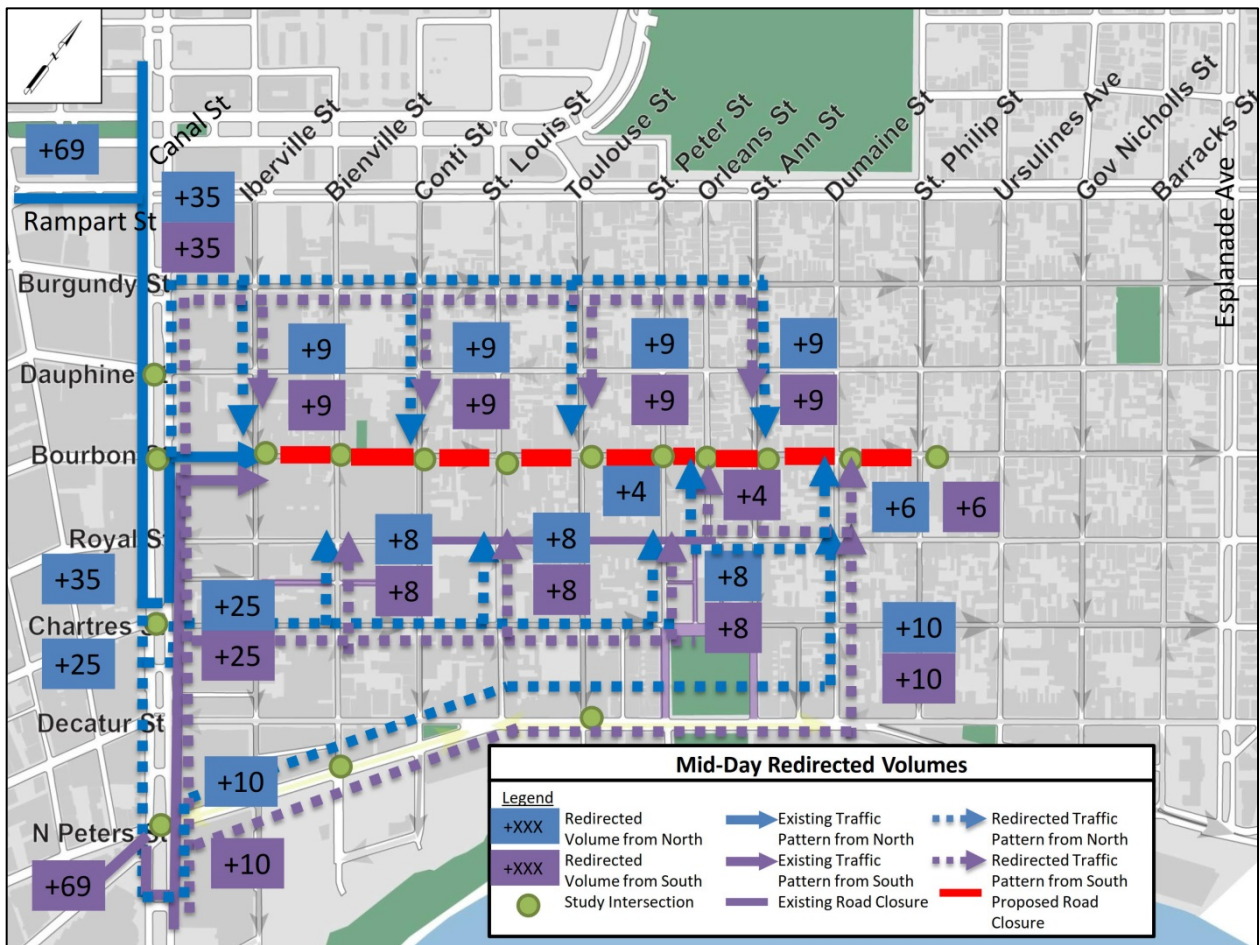 Canal St
Iberville St
Bienville St
Conti St
St. Louis St
Toulouse St
St. Peter St
Orleans St
St. Ann St
Dumaine St
St. Philip St
Ursulines Ave
Gov Nicholls St
Barracks St
Esplanade Ave
+69
+35
Rampart St
+35
Burgundy St
+9
+9
+9
+9
Dauphine
+9
+9
+9
+9
Bourbon
+4
+4
+6
+6
Royal St
+8
+8
+35
+8
+8
+8
+25
Chartres
+8
+10
+25
+25
+10
Decatur St
+10
N Peters St
+10
+69
Mid-Day Redirected Volumes
Legend
+XXX
Redirected
Volume from North
Existing Traffic
Pattern from North
Redirected Traffic
Pattern from North
+XXX
Redirected
Volume from South
Existing Traffic
Pattern from South
Redirected Traffic
Pattern from South
Study Intersection
Existing Road Closure
Proposed Road
Closure